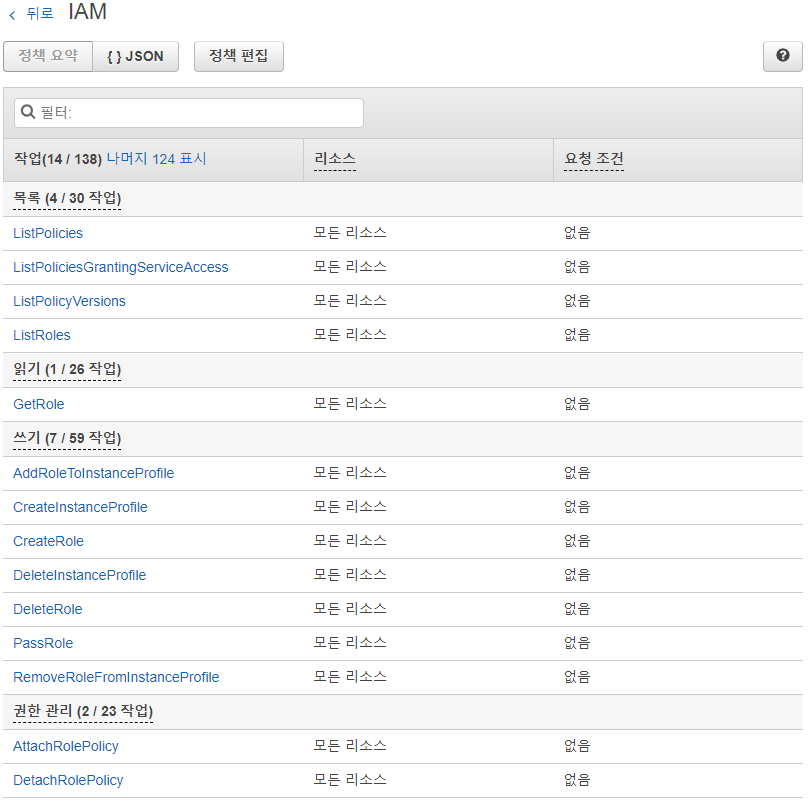 뒤로 IAM
정책 요약 { } JSON 정책 편집
필터:
작업(14 / 138) 나머지 124 표시 리소스 요청 조건
목록 (4 / 30 작업)
ListPolicies 모든 리소스 없음
ListPoliciesGrantingServiceAccess 모든 리소스 없음
ListPolicyVersions 모든 리소스 없음
ListRoles 모든 리소스 없음
읽기 (1 / 26 작업)
GetRole 모든 리소스 없음
쓰기 (7 / 59 작업)
AddRoleToInstanceProfile 모든 리소스 없음
CreateInstanceProfile 모든 리소스 없음
CreateRole 모든 리소스 없음
DeleteInstanceProfile 모든 리소스 없음
DeleteRole 모든 리소스 없음
PassRole 모든 리소스 없음
RemoveRoleFromInstanceProfile 모든 리소스 없음
권한 관리 (2 / 23 작업)
AttachRolePolicy 모든 리소스 없음
DetachRolePolicy 모든 리소스 없음